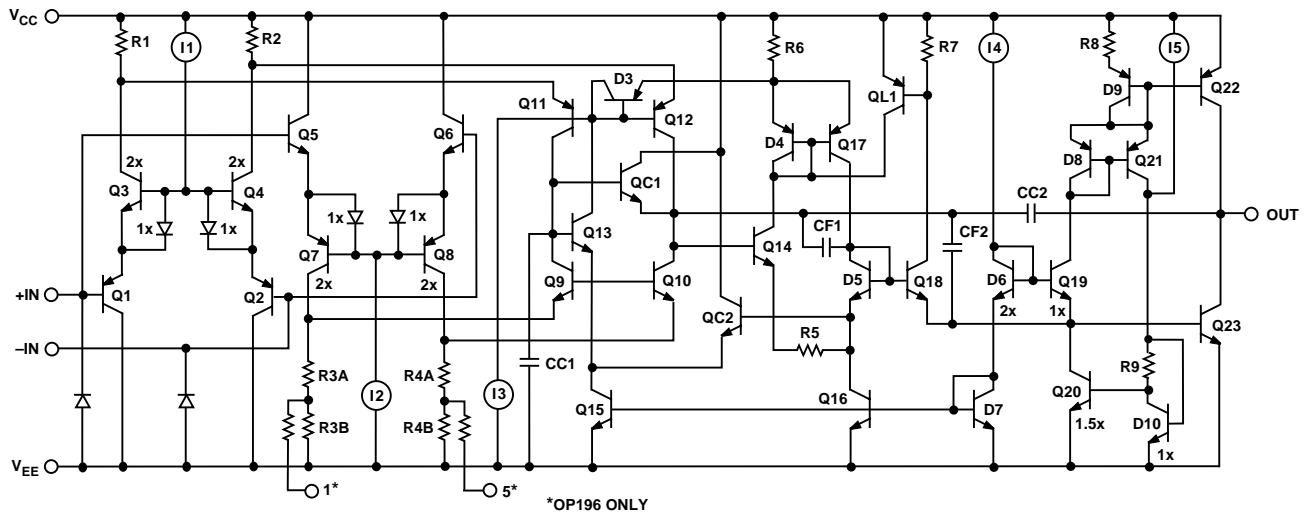 VCC
R1
I1
R2
R6
R7
I4
R8
I5
D3
D9
Q22
Q11
Q12
QL1
Q5
Q6
D4
Q17
D8
Q21
2x
2x
Q3
Q4
QC1
CC2
1x
1x
1x
1x
OUT
Q7
Q8
Q13
Q14
CF1
CF2
2x
2x
D5
Q18
D6
Q19
+IN
Q1
Q2
Q9
Q10
QC2
2x
1x
Q23
–IN
R5
R3A
R4A
CC1
R9
I2
I3
Q15
Q16
D7
Q20
R3B
R4B
1.5x
D10
1x
VEE
1*
5*
*OP196 ONLY